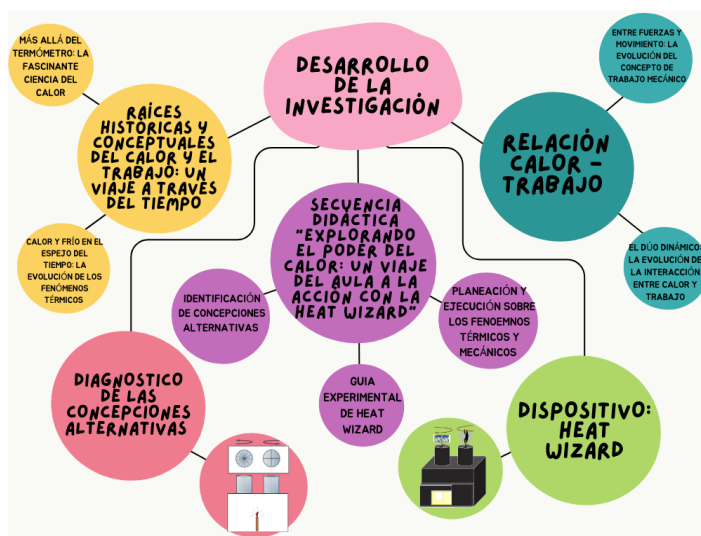 DESARROLLO
DE LA
INVESTIGACIÓN
MÁS ALLÁ DEL
TERMÓMETRO: LA
FASCINANTE
CIENCIA DEL
CALOR
RAÍCES
HISTÓRICAS Y
CONCEPTUALES
DEL CALOR Y EL
TRABAJO: UN
VIAJE A TRAVÉS
DEL TIEMPO
CALOR Y FRÍO EN EL
ESPEJO DEL
TIEMPO: LA
EVOLUCIÓN DE LOS
FENÓMENOS
TÉRMICOS
ENTRE FUERZAS Y
MOVIMIENTO: LA
EVOLUCIÓN DEL
CONCEPTO DE
TRABAJO MECÁNICO
RELACIÓN
CALOR -
TRABAJO
EL DÚO DINÁMICO:
LA EVOLUCIÓN DE
LA INTERACCIÓN
ENTRE CALOR Y
TRABAJO
SECUENCIA
DIDÁCTICA
"EXPLORANDO
EL PODER DEL
CALOR: UN VIAJE
DEL AULA A LA
ACCIÓN CON LA
HEAT WIZARD"
IDENTIFICACIÓN
DE CONCEPCIONES
ALTERNATIVAS
PLANEACIÓN Y
EJECUCIÓN SOBRE
LOS FENOEMNOS
TÉRMICOS Y
MECÁNICOS
GUIA
EXPERIMENTAL
DE HEAT
WIZARD
DIAGNOSTICO
DE LAS
CONCEPCIONES
ALTERNATIVAS
DISPOSITIVO:
HEAT
WIZARD